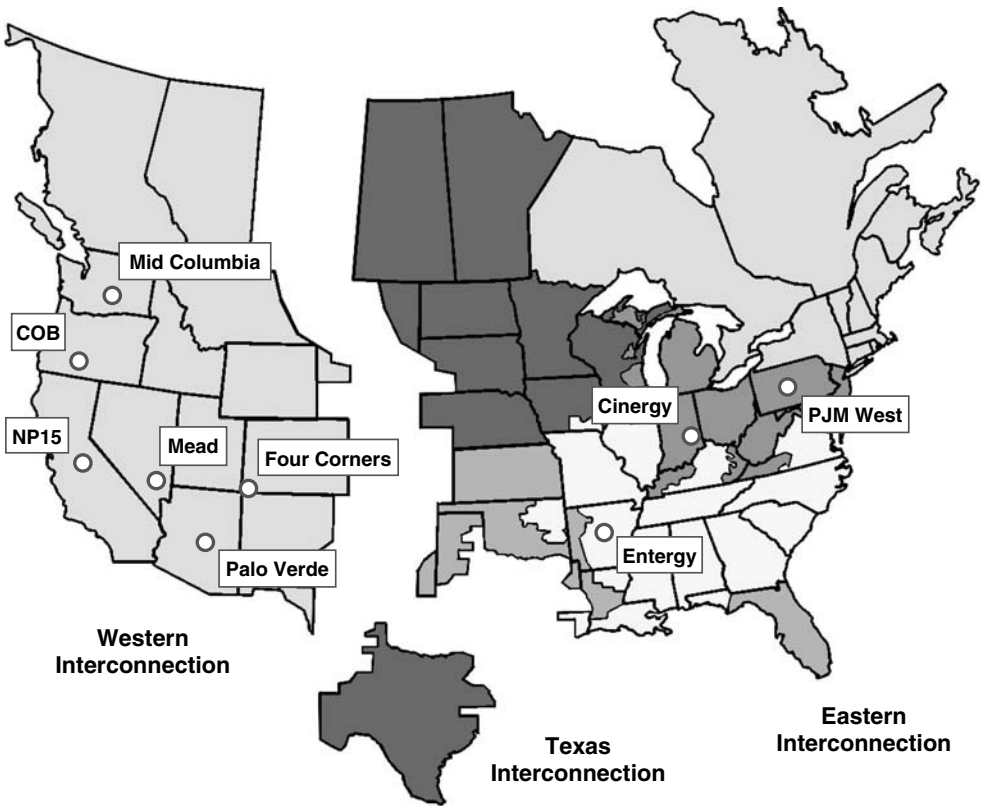 Mid Columbia
COB
NP15
Mead
Four Corners
Palo Verde
Cinergy
PJM West
Entergy
Western
Interconnection
Texas
Interconnection
Eastern
Interconnection